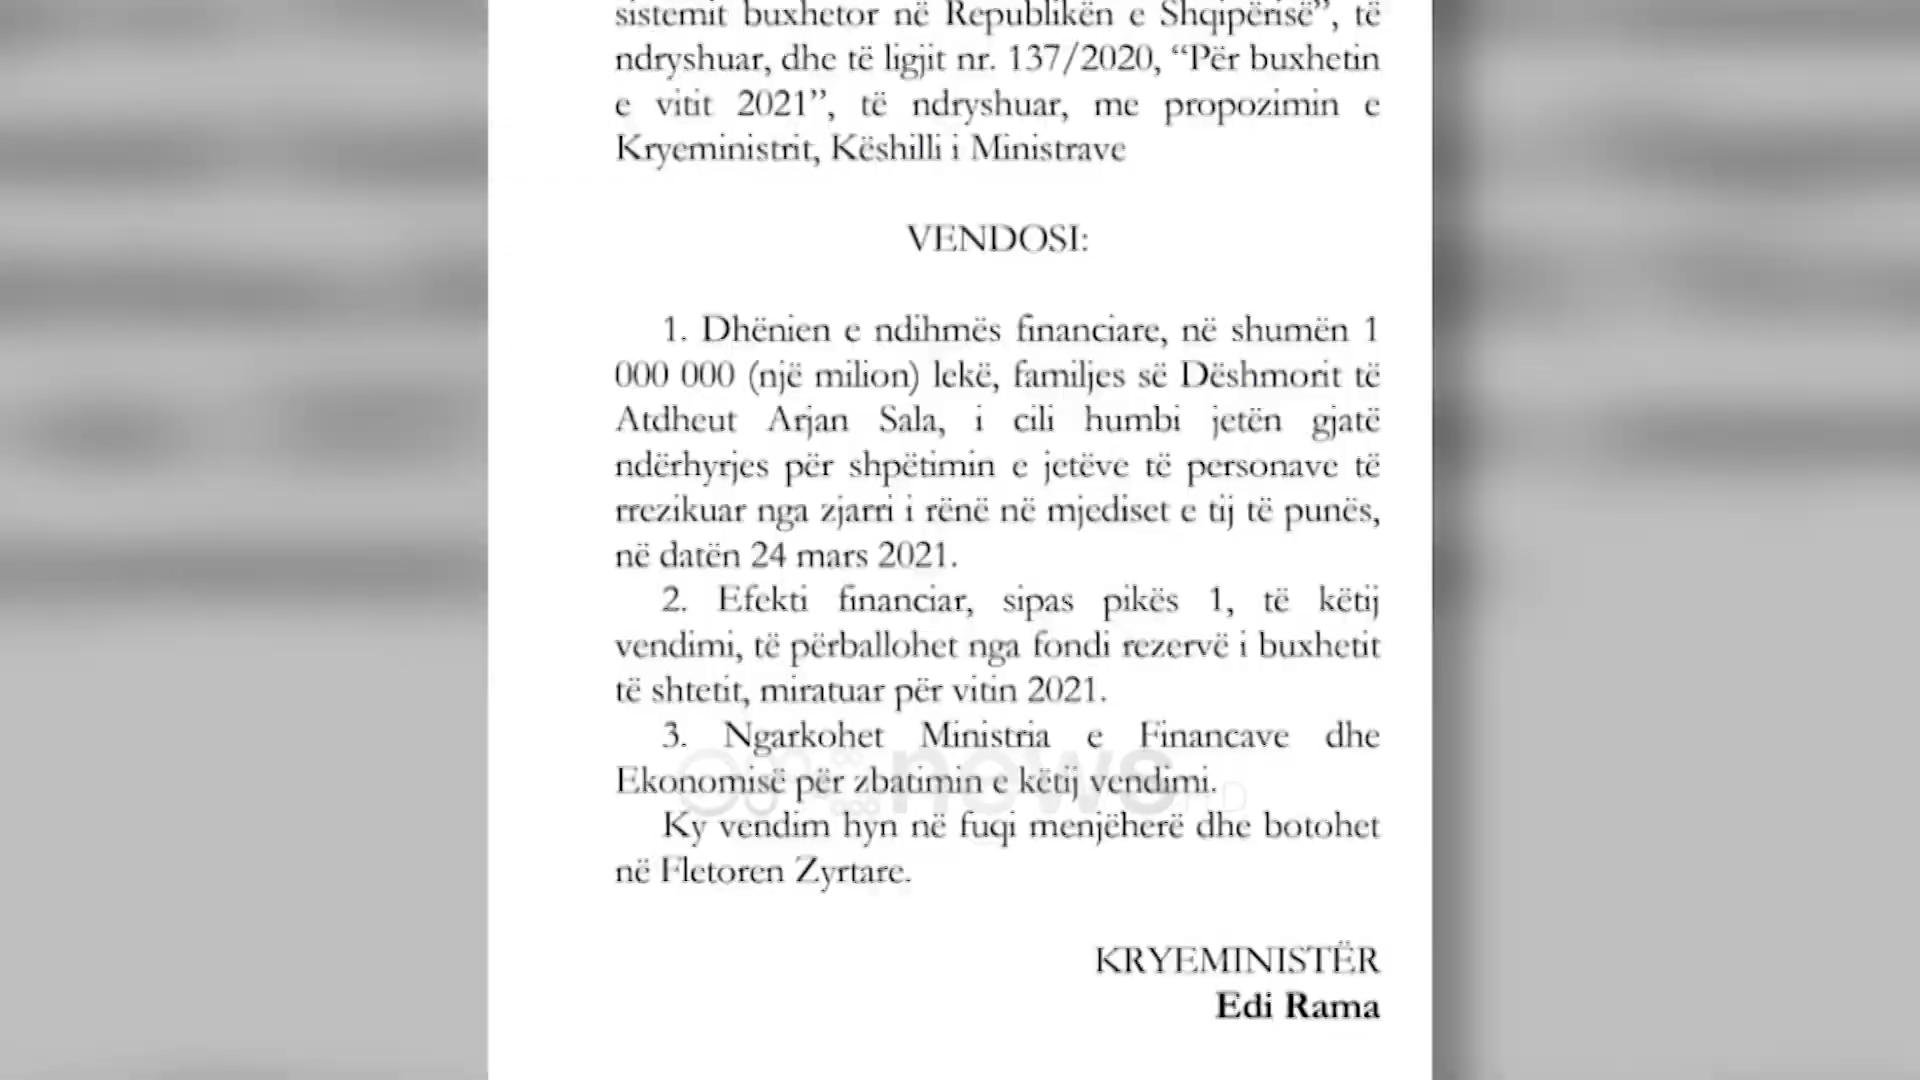 sistemit buxhetor në Republikën e Shqipërisë”, të
ndryshuar, dhe të ligjit nr. 137/2020, “Për buxhetin
e vitit 2021”, të ndryshuar, me propozimin e
Kryeministrit, Këshilli i Ministrave
VENDOSI:
1. Dhënien e ndihmës financiare, në shumën 1
000 000 (një milion) lekë, familjes së Dëshmorit të
Atdheut Arjan Sala, i cili humbi jetën gjatë
ndërhyrjes për shpëtimin e jetëve të personave të
rrezikuar nga zjarri i rënë në mjediset e tij të punës,
në datën 24 mars 2021.
2. Efekti financiar, sipas pikës 1, të këtij
vendimi, të përballohet nga fondi rezervë i buxhetit
të shtetit, miratuar për vitin 2021.
3. Ngarkohet Ministria e Financave dhe
Ekonomisë për zbatimin e këtij vendimi.
news
Ky vendim hyn në fuqi menjëherë dhe botohet
në Fletoren Zyrtare.
KRYEMINISTËR
Edi Rama